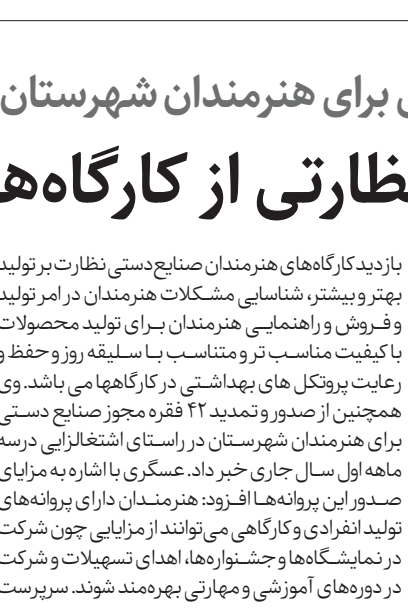 برای هنرمندان شهرستان
نظارتی از کارگاه‌ها
بازدید کارگاه‌های هنرمندان صنایع‌دستی نظارت بر تولید
بهتر و بیشتر، شناسایی مشکلات هنرمندان در امر تولید
و فروش و راهنمایی هنرمندان برای تولید محصولات
با کیفیت مناسب تر و متناسب با سلیقه روز و حفظ و
رعایت پروتکل های بهداشتی در کارگاهها می باشد. وی
همچنین از صدور و تمدید ۴۲ فقره مجوز صنایع دستی
برای هنرمندان شهرستان در راستای اشتغالزایی درسه
ماهه اول سال جاری خبر داد. عسگری با اشاره به مزایای
صدور این پروانه‌ها افزود: هنرمندان دارای پروانه‌های
تولید انفرادی و کارگاهی می‌توانند از مزایایی چون شرکت
در نمایشگاه‌ها و جشنواره‌ها، اهدای تسهیلات و شرکت
در دوره‌های آموزشی و مهارتی بهره‌مند شوند. سرپرست